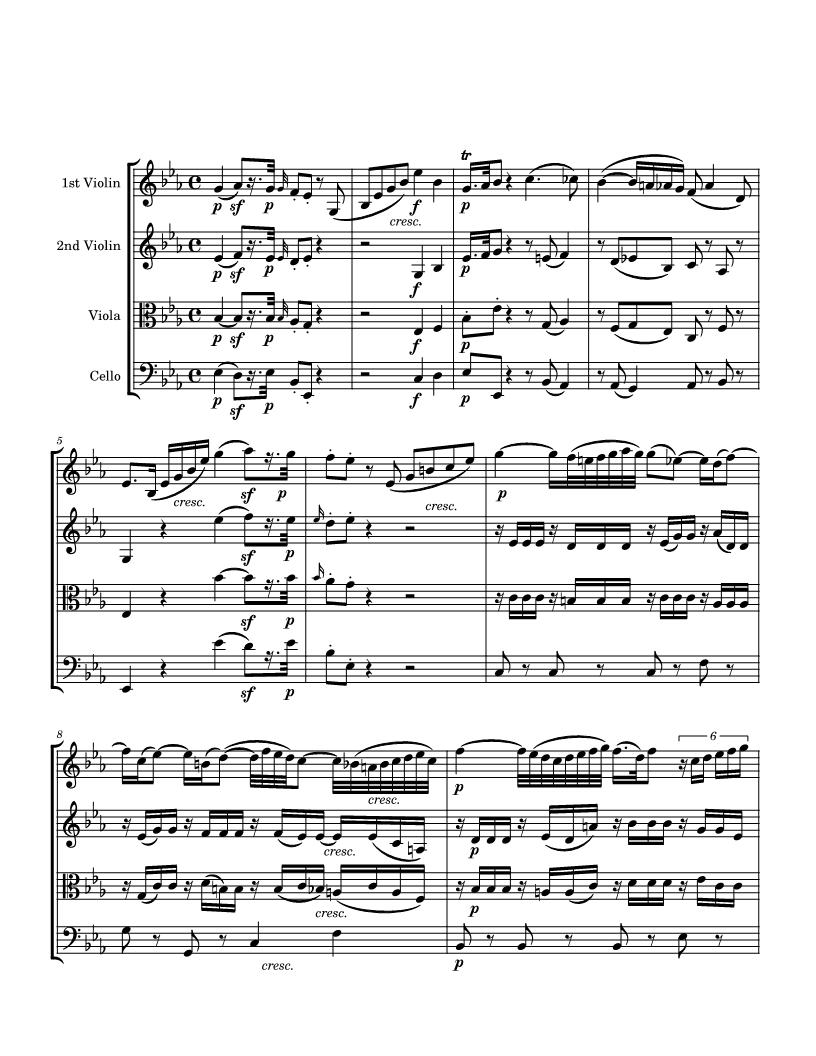 tr
1st Violin
p sf p cresc. f p
2nd Violin
p sf p f p
Viola
p sf p f p
Cello
p sf p f p
5
cresc. sf p cresc. p
sf p
sf p
sf p
8
6
cresc. p
cresc. p
cresc. p
cresc. p